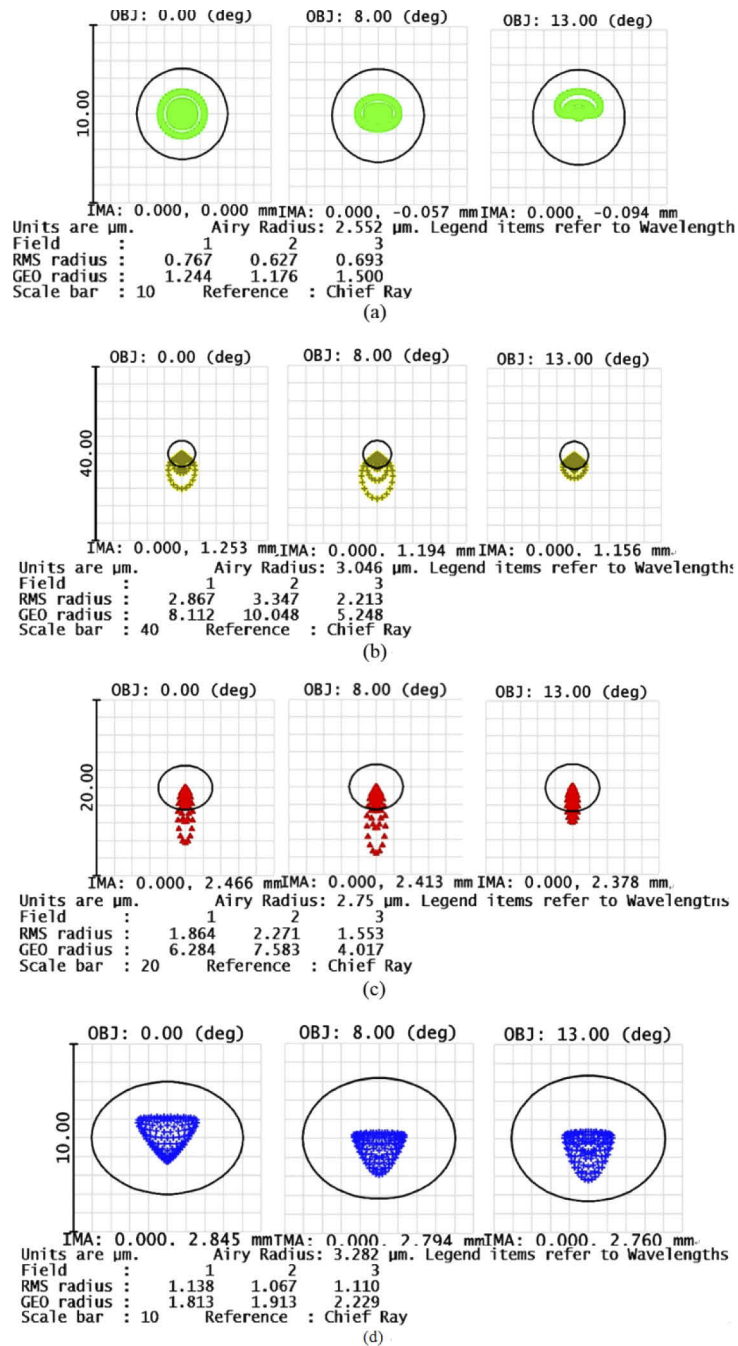 OBJ: 0.00 (deg) OBJ: 8.00 (deg) OBJ: 13.00 (deg)
10.00
IMA: 0.000, 0.000 mm IMA: 0.000, -0.057 mm IMA: 0.000, -0.094 mm
Units are µm. Airy Radius: 2.552 µm. Legend items refer to Wavelength
Field : 1 2 3
RMS radius : 0.767 0.627 0.693
GEO radius : 1.244 1.176 1.500
Scale bar : 10 Reference : Chief Ray
(a)
OBJ: 0.00 (deg) OBJ: 8.00 (deg) OBJ: 13.00 (deg)
40.00
IMA: 0.000, 1.253 mm IMA: 0.000, 1.194 mm IMA: 0.000, 1.156 mm
Units are µm. Airy Radius: 3.046 µm. Legend items refer to Wavelengths
Field : 1 2 3
RMS radius : 2.867 3.347 2.213
GEO radius : 8.112 10.048 5.248
Scale bar : 40 Reference : Chief Ray
(b)
OBJ: 0.00 (deg) OBJ: 8.00 (deg) OBJ: 13.00 (deg)
20.00
IMA: 0.000, 2.466 mm IMA: 0.000, 2.413 mm IMA: 0.000, 2.378 mm
Units are µm. Airy Radius: 2.75 µm. Legend items refer to Wavelengths
Field : 1 2 3
RMS radius : 1.864 2.271 1.553
GEO radius : 6.284 7.583 4.017
Scale bar : 20 Reference : Chief Ray
(c)
OBJ: 0.00 (deg) OBJ: 8.00 (deg) OBJ: 13.00 (deg)
10.00
IMA: 0.000, 2.845 mm IMA: 0.000, 2.794 mm IMA: 0.000, 2.760 mm
Units are µm. Airy Radius: 3.282 µm. Legend items refer to Wavelengths
Field : 1 2 3
RMS radius : 1.138 1.067 1.110
GEO radius : 1.813 1.913 2.229
Scale bar : 10 Reference : Chief Ray
(d)